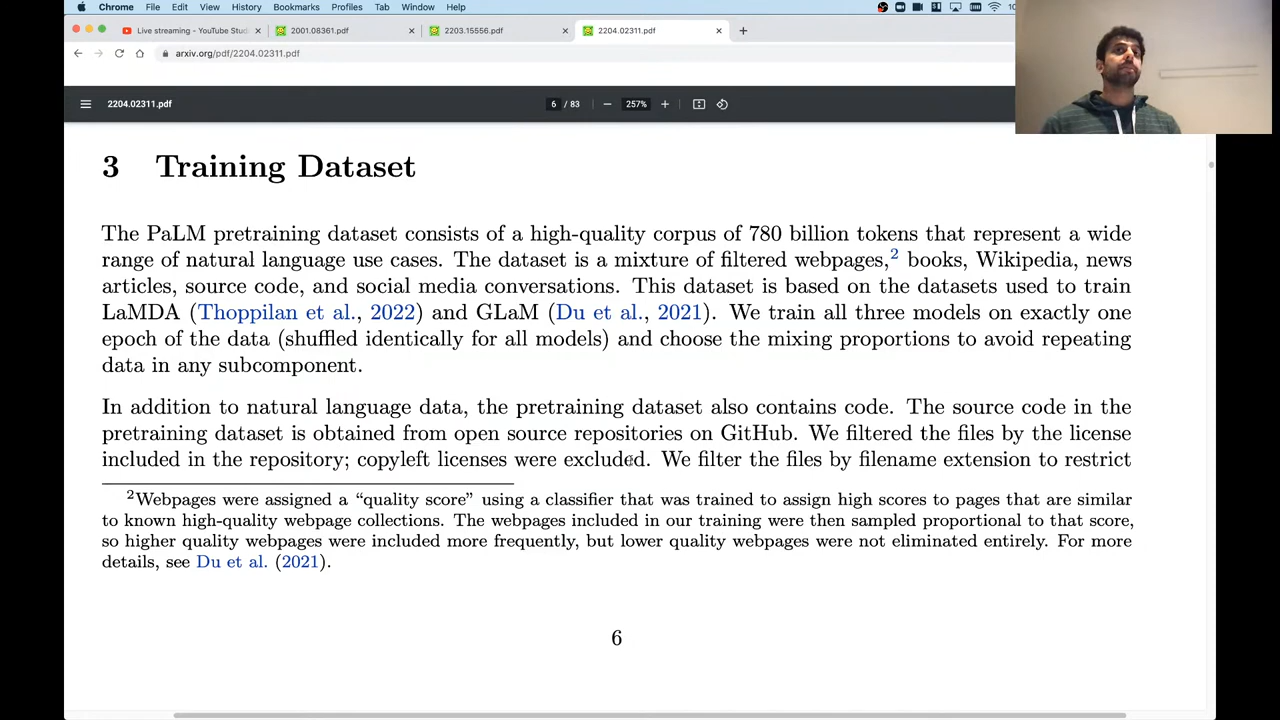 Chrome File Edit View History Bookmarks Profiles Tab Window Help
Live streaming - YouTube Stud
2001.08361.pdf
2203.15556.pdf
2204.02311.pdf
arxiv.org/pdf/2204.02311.pdf
2204.02311.pdf
6 / 83
257%
3 Training Dataset
The PaLM pretraining dataset consists of a high-quality corpus of 780 billion tokens that represent a wide
range of natural language use cases. The dataset is a mixture of filtered webpages,2 books, Wikipedia, news
articles, source code, and social media conversations. This dataset is based on the datasets used to train
LaMDA (Thoppilan et al., 2022) and GLaM (Du et al., 2021). We train all three models on exactly one
epoch of the data (shuffled identically for all models) and choose the mixing proportions to avoid repeating
data in any subcomponent.
In addition to natural language data, the pretraining dataset also contains code. The source code in the
pretraining dataset is obtained from open source repositories on GitHub. We filtered the files by the license
included in the repository; copyleft licenses were excluded. We filter the files by filename extension to restrict
2Webpages were assigned a “quality score” using a classifier that was trained to assign high scores to pages that are similar
to known high-quality webpage collections. The webpages included in our training were then sampled proportional to that score,
so higher quality webpages were included more frequently, but lower quality webpages were not eliminated entirely. For more
details, see Du et al. (2021).
6